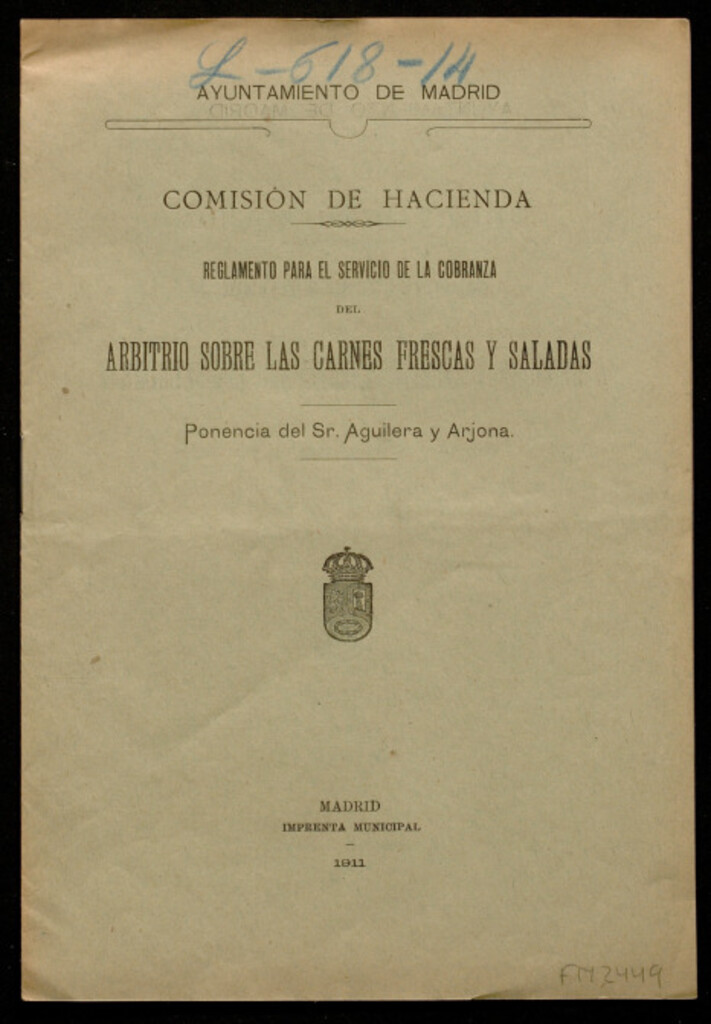 L-518-14
AYUNTAMIENTO DE MADRID
COMISIÓN DE HACIENDA
REGLAMENTO PARA EL SERVICIO DE LA COBRANZA
DEL
ARBITRIO SOBRE LAS CARNES FRESCAS Y SALADAS
Ponencia del Sr. Aguilera y Arjona.
MADRID
IMPRENTA MUNICIPAL
1911
FM2449